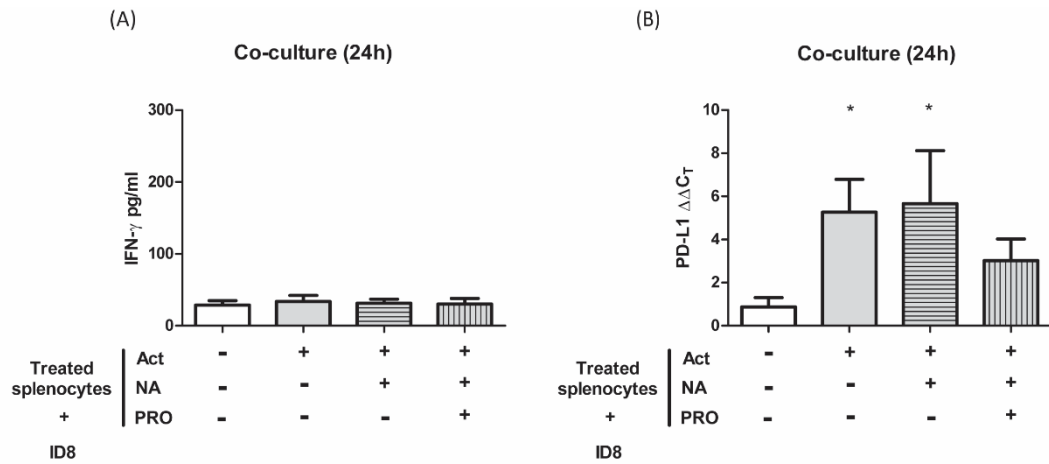 (A)
Co-culture (24h)
IFN-γ pg/ml
300
200
100
0
Treated splenocytes + ID8
Act - + + +
NA - - + +
PRO - - - +
(B)
Co-culture (24h)
PD-L1 ΔΔCT
10
8
6
4
2
0
* *
Treated splenocytes + ID8
Act - + + +
NA - - + +
PRO - - - +